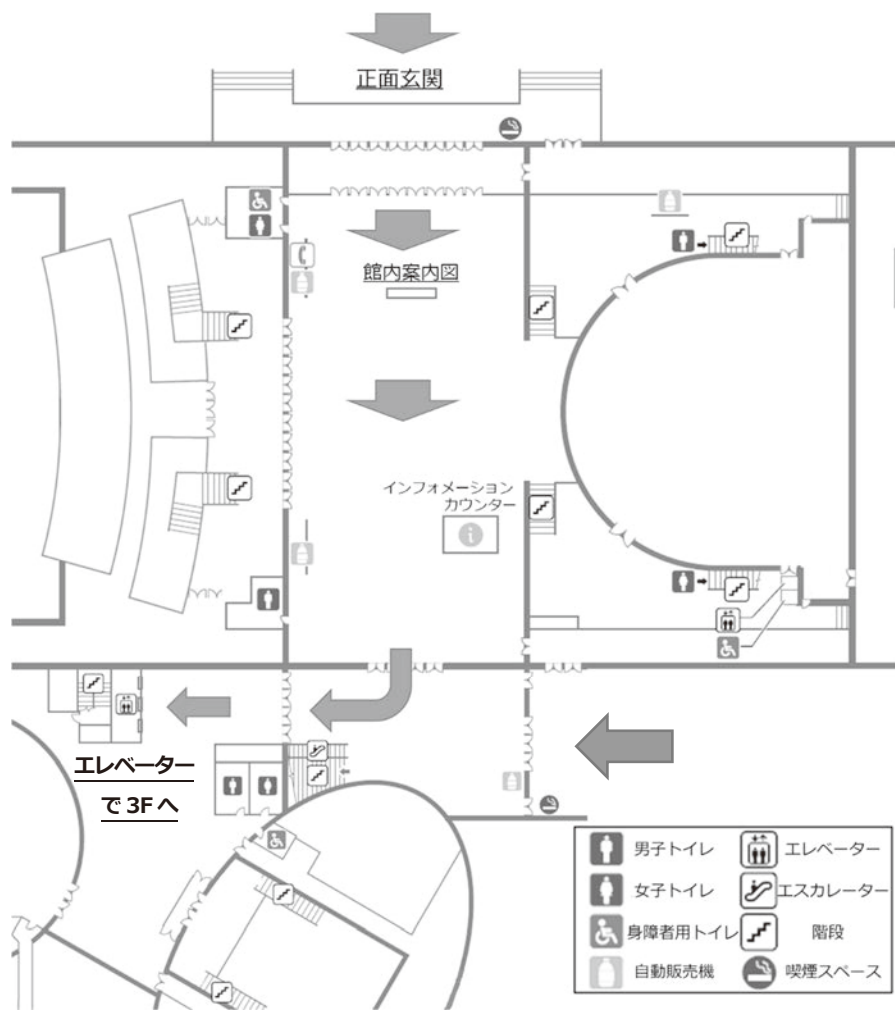 正面玄関
館内案内図
インフォメーション
カウンター
i
エレベーター
で 3F へ
男子トイレ
エレベーター
女子トイレ
エスカレーター
身障者用トイレ
階段
自動販売機
喫煙スペース